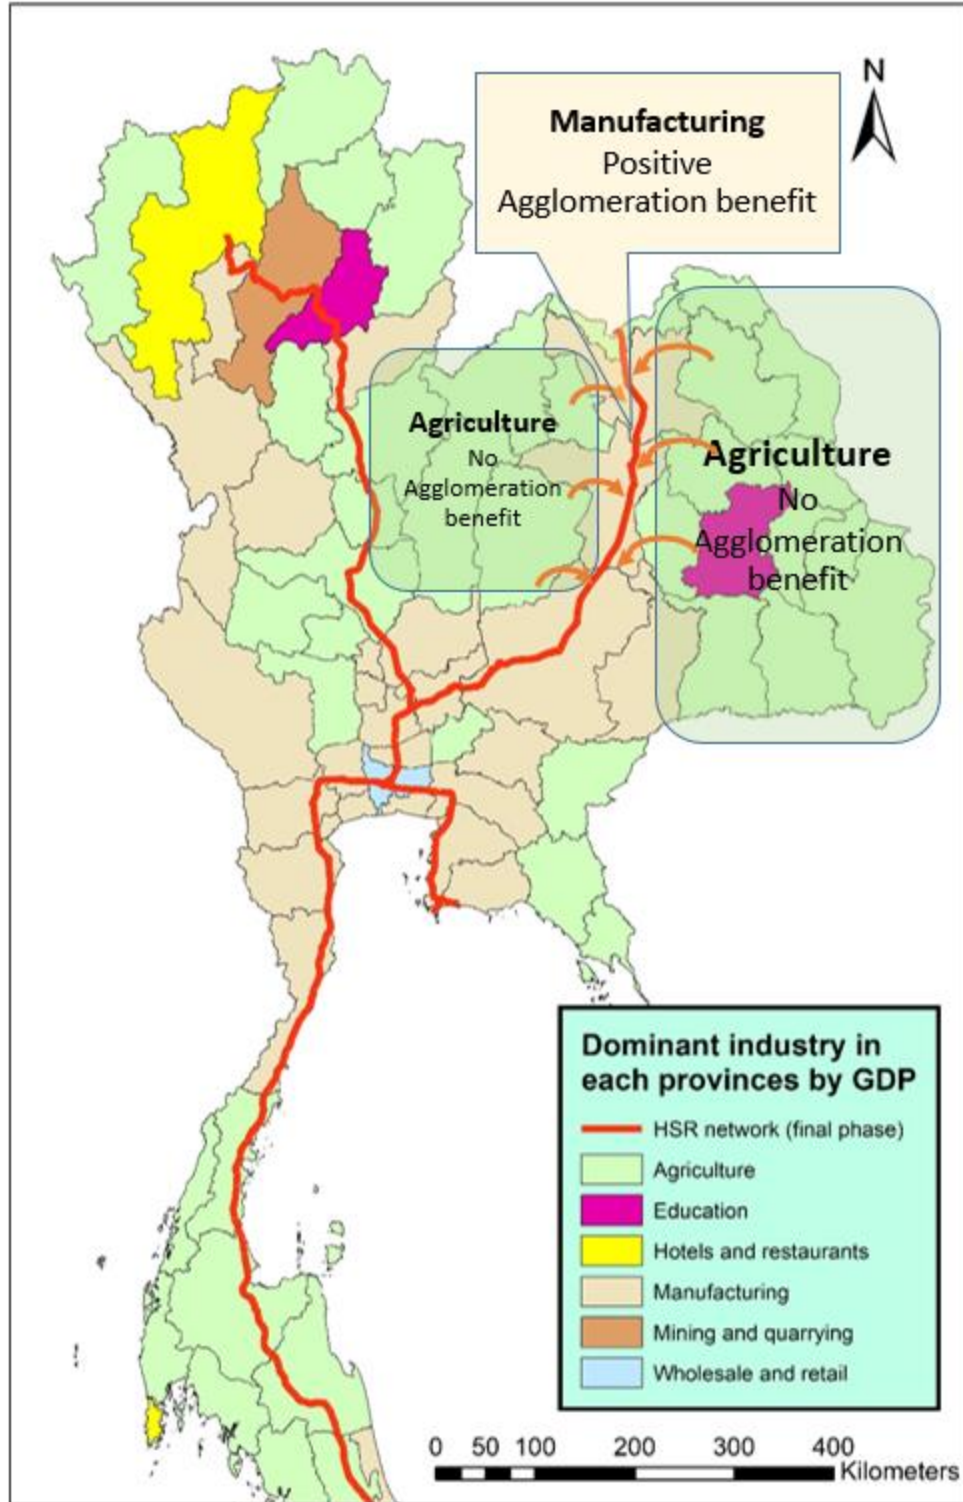 Manufacturing
Positive
Agglomeration benefit
N
Agriculture
No
Agglomeration
benefit
Agriculture
No
Agglomeration
benefit
Dominant industry in
each provinces by GDP
HSR network (final phase)
Agriculture
Education
Hotels and restaurants
Manufacturing
Mining and quarrying
Wholesale and retail
0 50 100 200 300 400
Kilometers